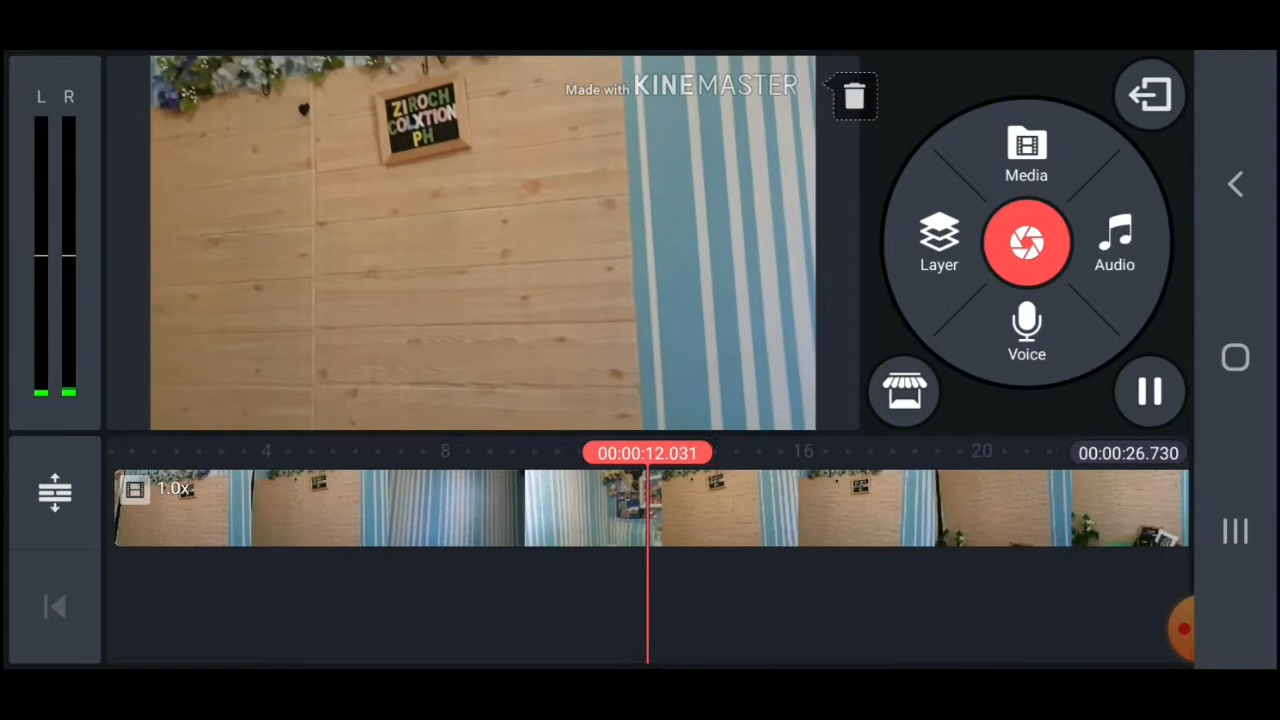 L R
Made with KINEMASTER
ZIROCH
COLXTION
PH
Media
Layer
Audio
Voice
4
8
00:00:12.031
16
20
00:00:26.730
1.0x